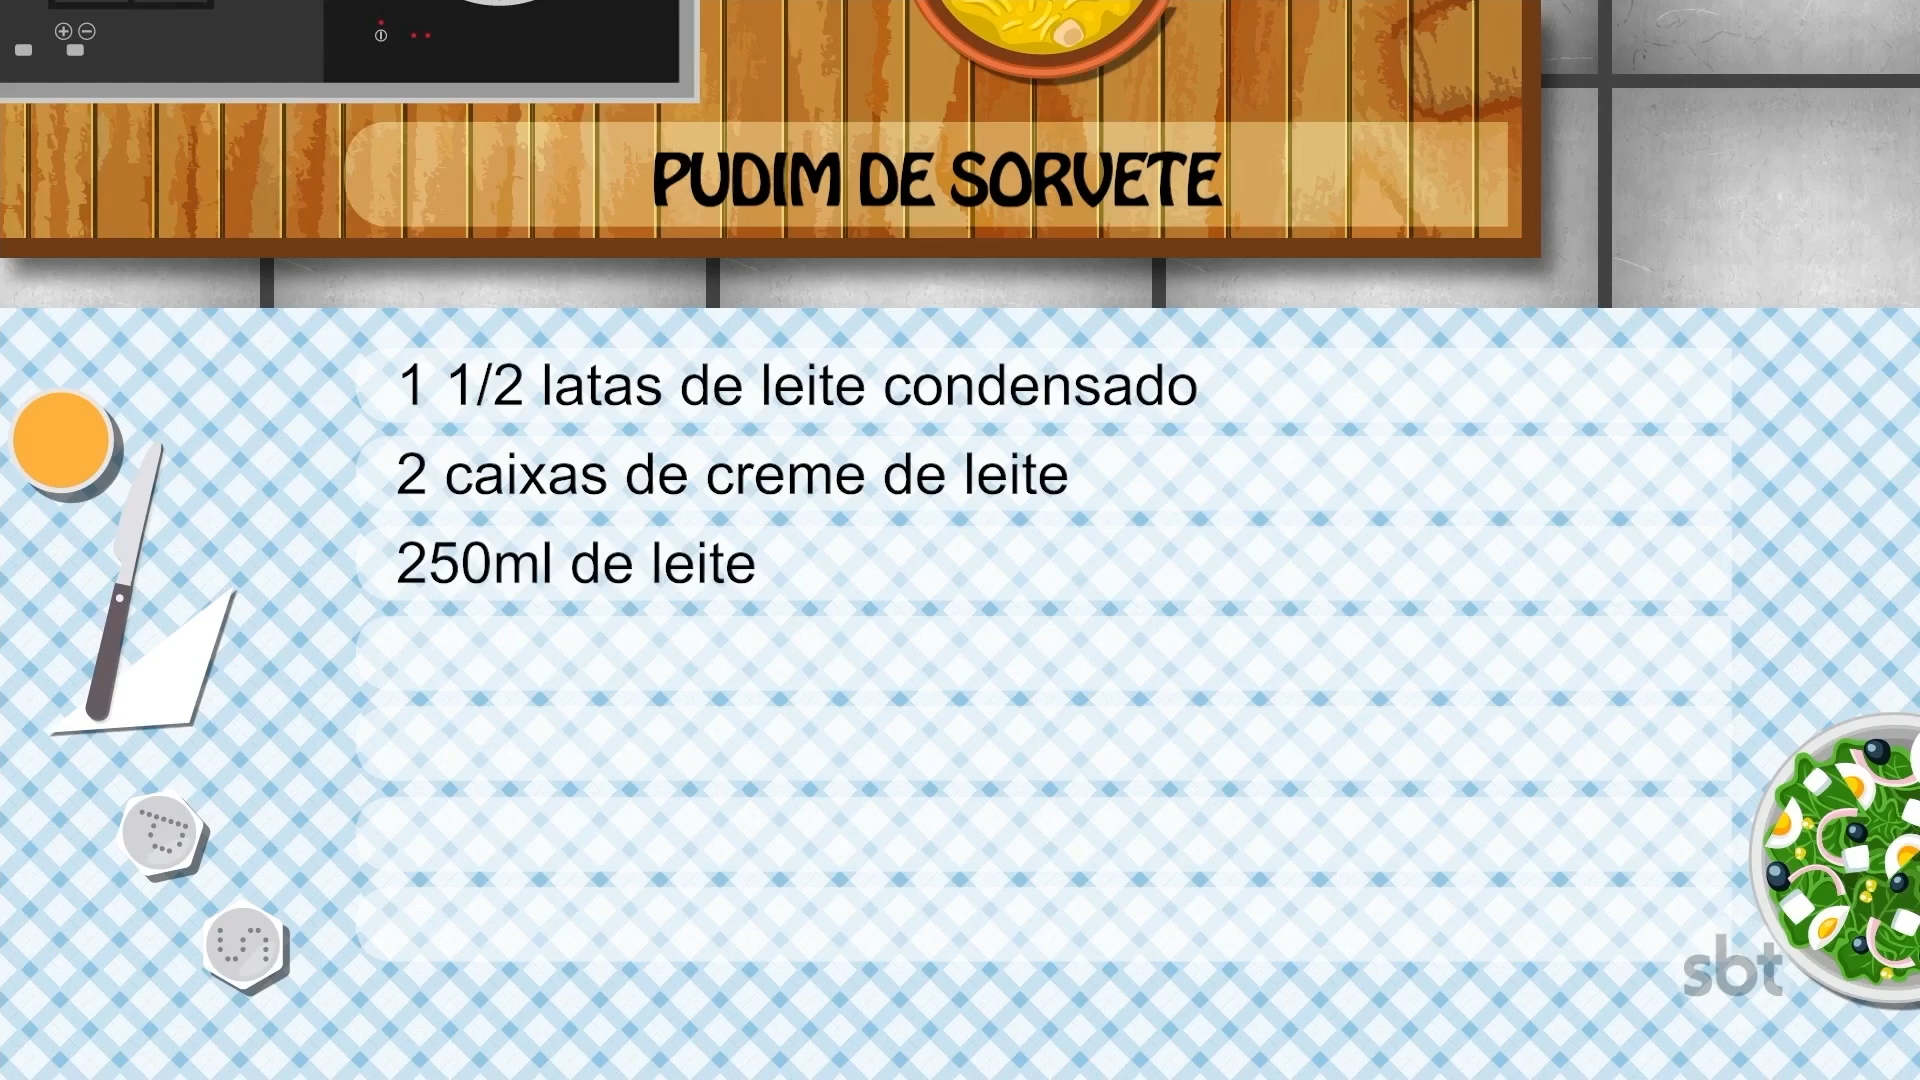 PUDIM DE SORVETE
1 1/2 latas de leite condensado
2 caixas de creme de leite
250ml de leite
sbt